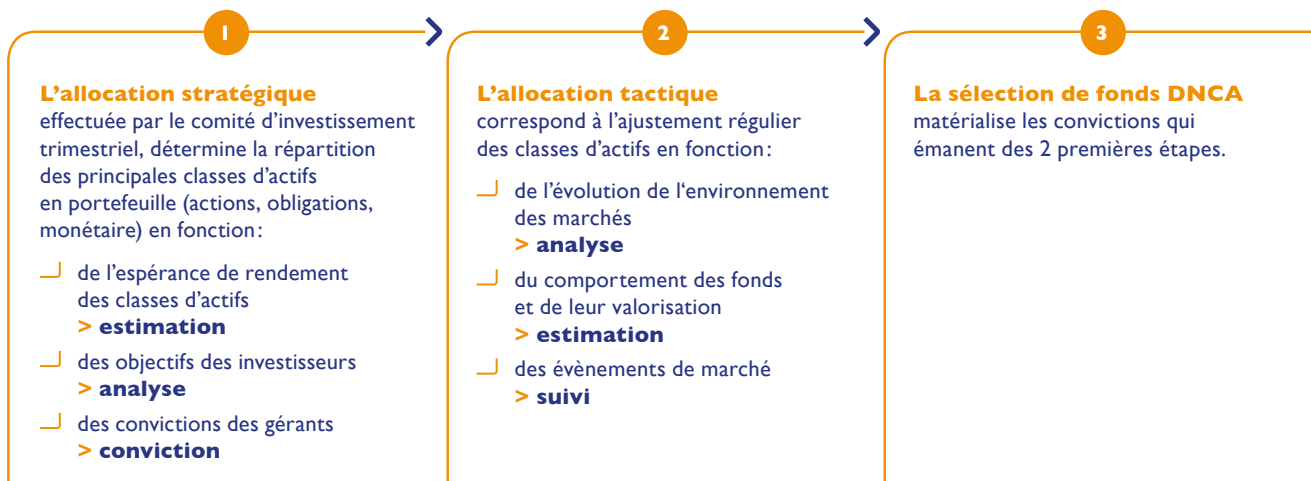 1
L’allocation stratégique
effectuée par le comité d’investissement
trimestriel, détermine la répartition
des principales classes d’actifs
en portefeuille (actions, obligations,
monétaire) en fonction :
de l’espérance de rendement
des classes d’actifs
> estimation
des objectifs des investisseurs
> analyse
des convictions des gérants
> conviction
2
L’allocation tactique
correspond à l’ajustement régulier
des classes d’actifs en fonction :
de l’évolution de l‘environnement
des marchés
> analyse
du comportement des fonds
et de leur valorisation
> estimation
des évènements de marché
> suivi
3
La sélection de fonds DNCA
matérialise les convictions qui
émanent des 2 premières étapes.